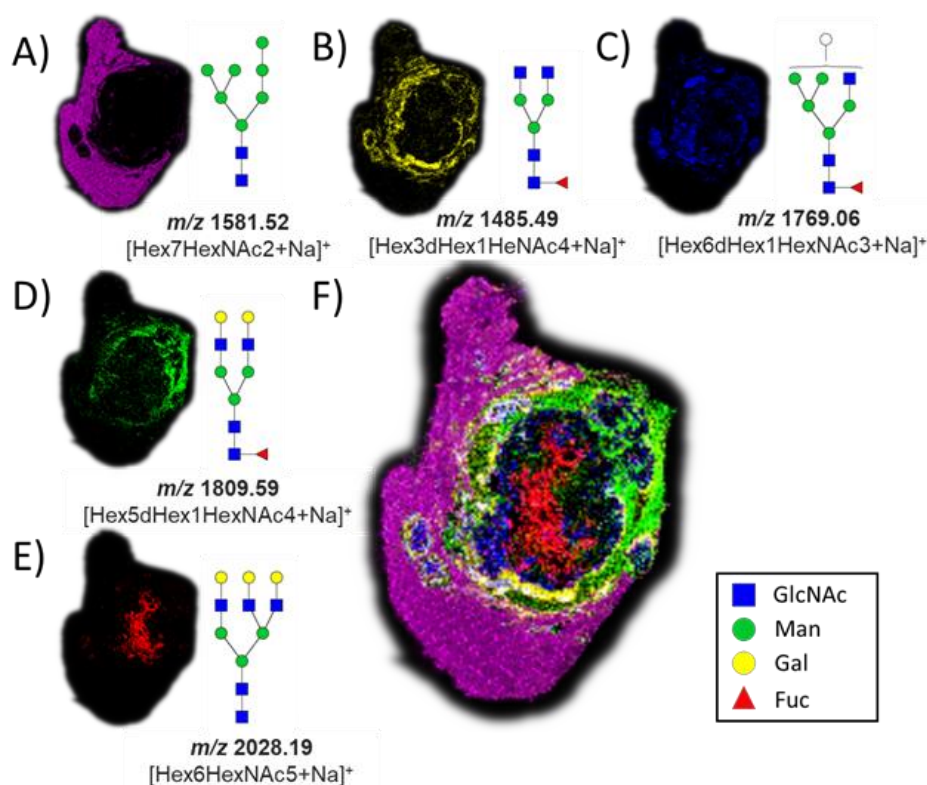 A)
m/z 1581.52
[Hex7HexNAc2+Na]+
B)
m/z 1485.49
[Hex3dHex1HeNAc4+Na]+
C)
m/z 1769.06
[Hex6dHex1HexNAc3+Na]+
D)
m/z 1809.59
[Hex5dHex1HexNAc4+Na]+
E)
m/z 2028.19
[Hex6HexNAc5+Na]+
F)
GlcNAc
Man
Gal
Fuc